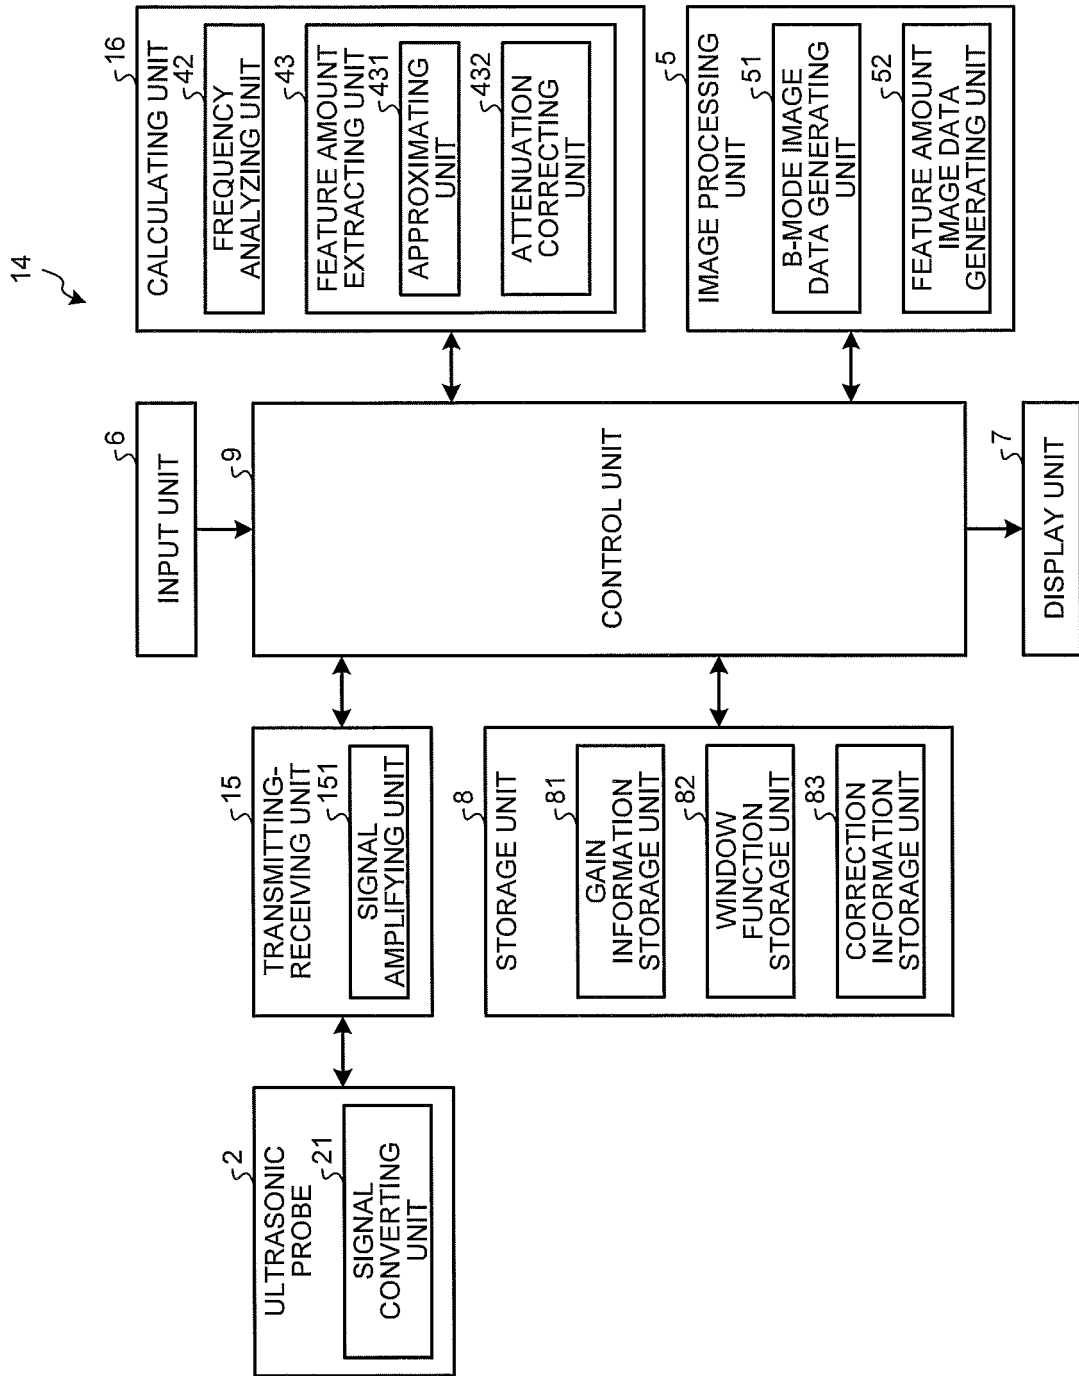 14
2
ULTRASONIC
PROBE
21
SIGNAL
CONVERTING
UNIT
15
TRANSMITTING-
RECEIVING UNIT
151
SIGNAL
AMPLIFYING UNIT
8
STORAGE UNIT
81
GAIN
INFORMATION
STORAGE UNIT
82
WINDOW
FUNCTION
STORAGE UNIT
83
CORRECTION
INFORMATION
STORAGE UNIT
6
INPUT UNIT
9
CONTROL UNIT
7
DISPLAY UNIT
16
CALCULATING UNIT
42
FREQUENCY
ANALYZING UNIT
43
FEATURE AMOUNT
EXTRACTING UNIT
431
APPROXIMATING
UNIT
432
ATTENUATION
CORRECTING
UNIT
5
IMAGE PROCESSING
UNIT
51
B-MODE IMAGE
DATA GENERATING
UNIT
52
FEATURE AMOUNT
IMAGE DATA
GENERATING UNIT